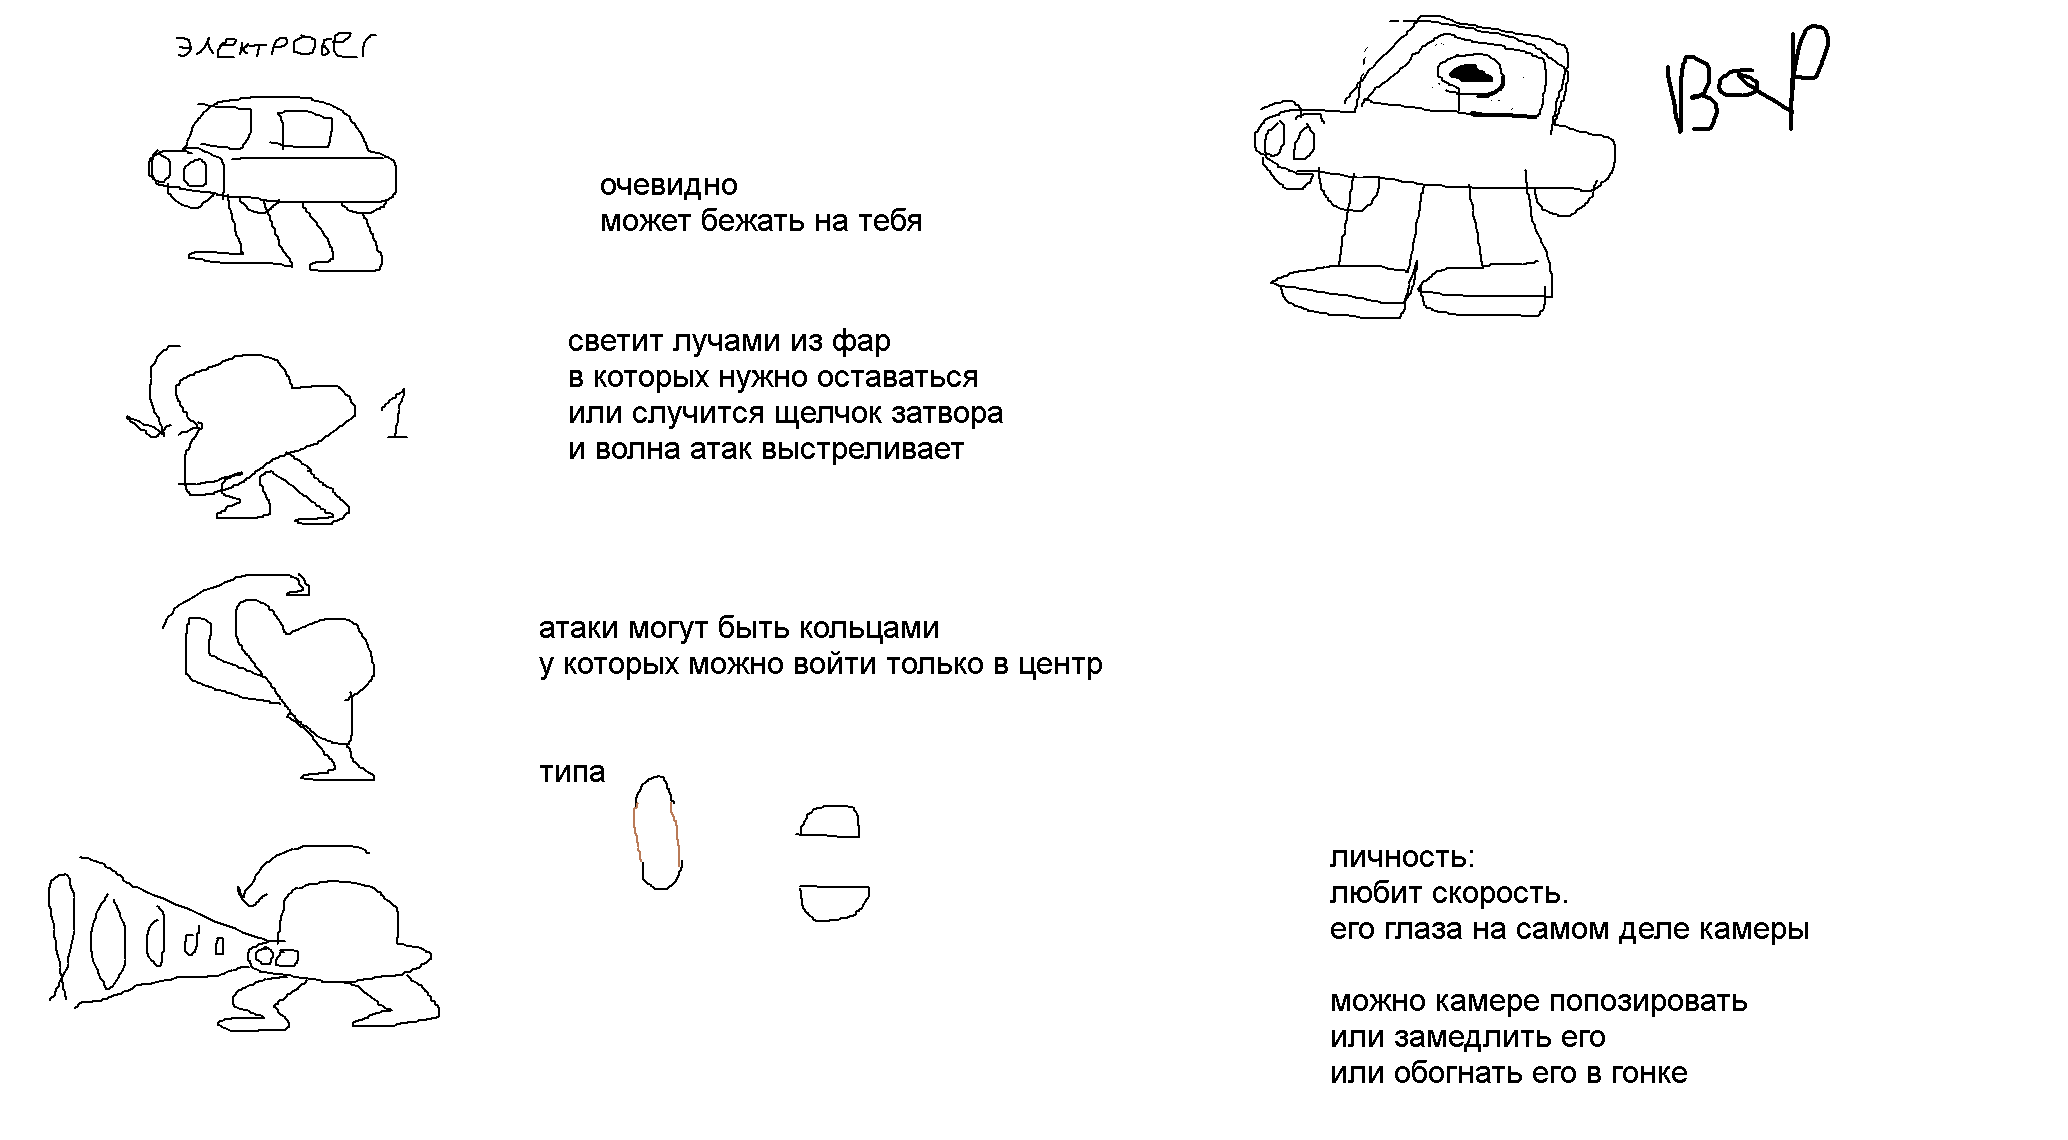 электробег
Вар
очевидно
может бежать на тебя
светит лучами из фар
в которых нужно оставаться
или случится щелчок затвора
и волна атак выстреливает
1
атаки могут быть кольцами
у которых можно войти только в центр
типа
личность:
любит скорость.
его глаза на самом деле камеры
можно камере попозировать
или замедлить его
или обогнать его в гонке